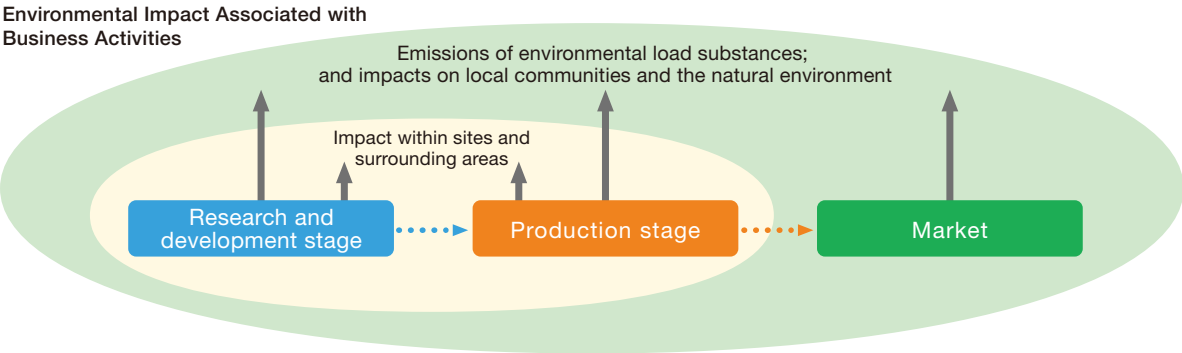 Environmental Impact Associated with
Business Activities
Emissions of environmental load substances;
and impacts on local communities and the natural environment
Impact within sites and
surrounding areas
Research and
development stage
Production stage
Market